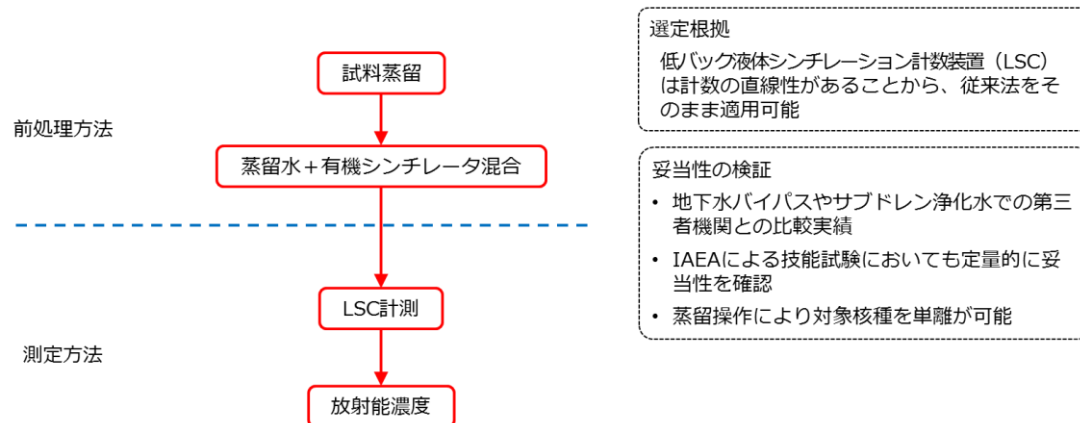 前処理方法
試料蒸留
蒸留水＋有機シンチレータ混合
測定方法
LSC計測
放射能濃度
選定根拠
低バック液体シンチレーション計数装置（LSC）
は計数の直線性があることから、従来法をそ
のまま適用可能
妥当性の検証
• 地下水バイパスやサブドレン浄化水での第三
者機関との比較実績
• IAEAによる技能試験においても定量的に妥
当性を確認
• 蒸留操作により対象核種を単離が可能